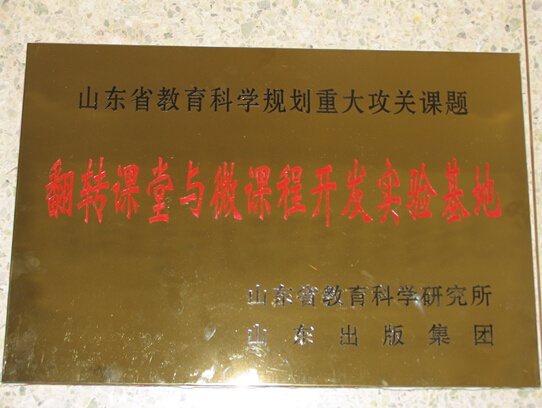 山东省教育科学规划重大攻关课题
翻转课堂与微课程开发实验基地
山东省教育科学研究所
山东出版集团